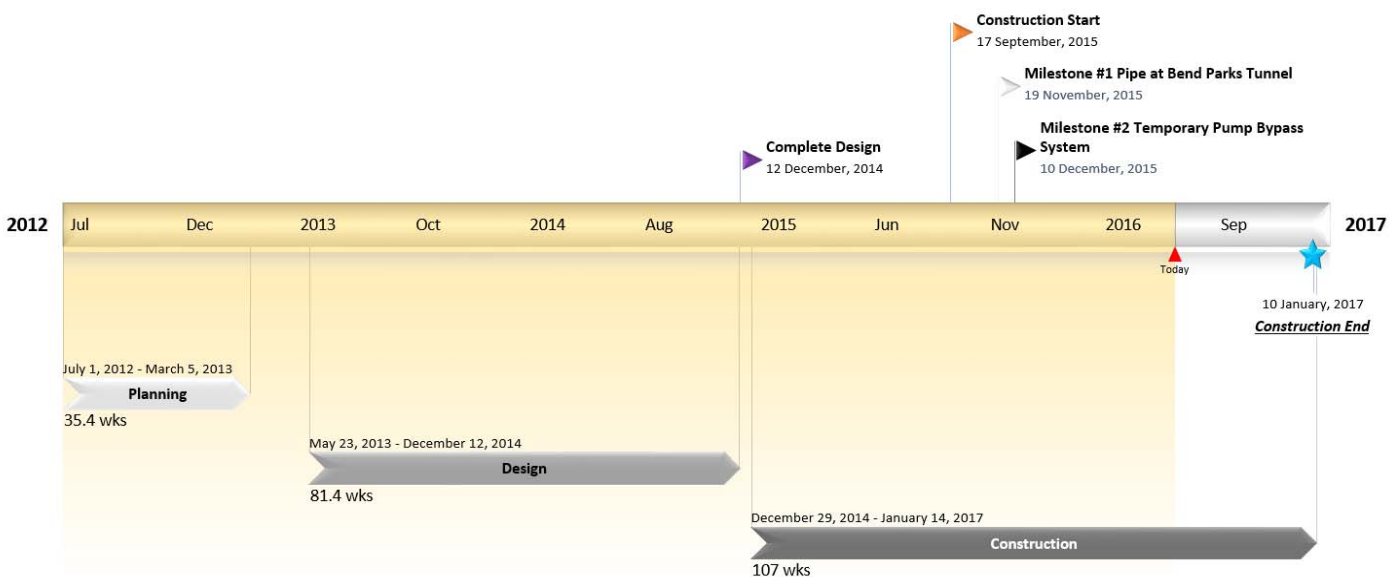 Construction Start
17 September, 2015
Milestone #1 Pipe at Bend Parks Tunnel
19 November, 2015
Milestone #2 Temporary Pump Bypass
System
10 December, 2015
Complete Design
12 December, 2014
2012 Jul Dec 2013 Oct 2014 Aug 2015 Jun Nov 2016 Sep 2017
Today
10 January, 2017
Construction End
July 1, 2012 - March 5, 2013
Planning
35.4 wks
May 23, 2013 - December 12, 2014
Design
81.4 wks
December 29, 2014 - January 14, 2017
Construction
107 wks